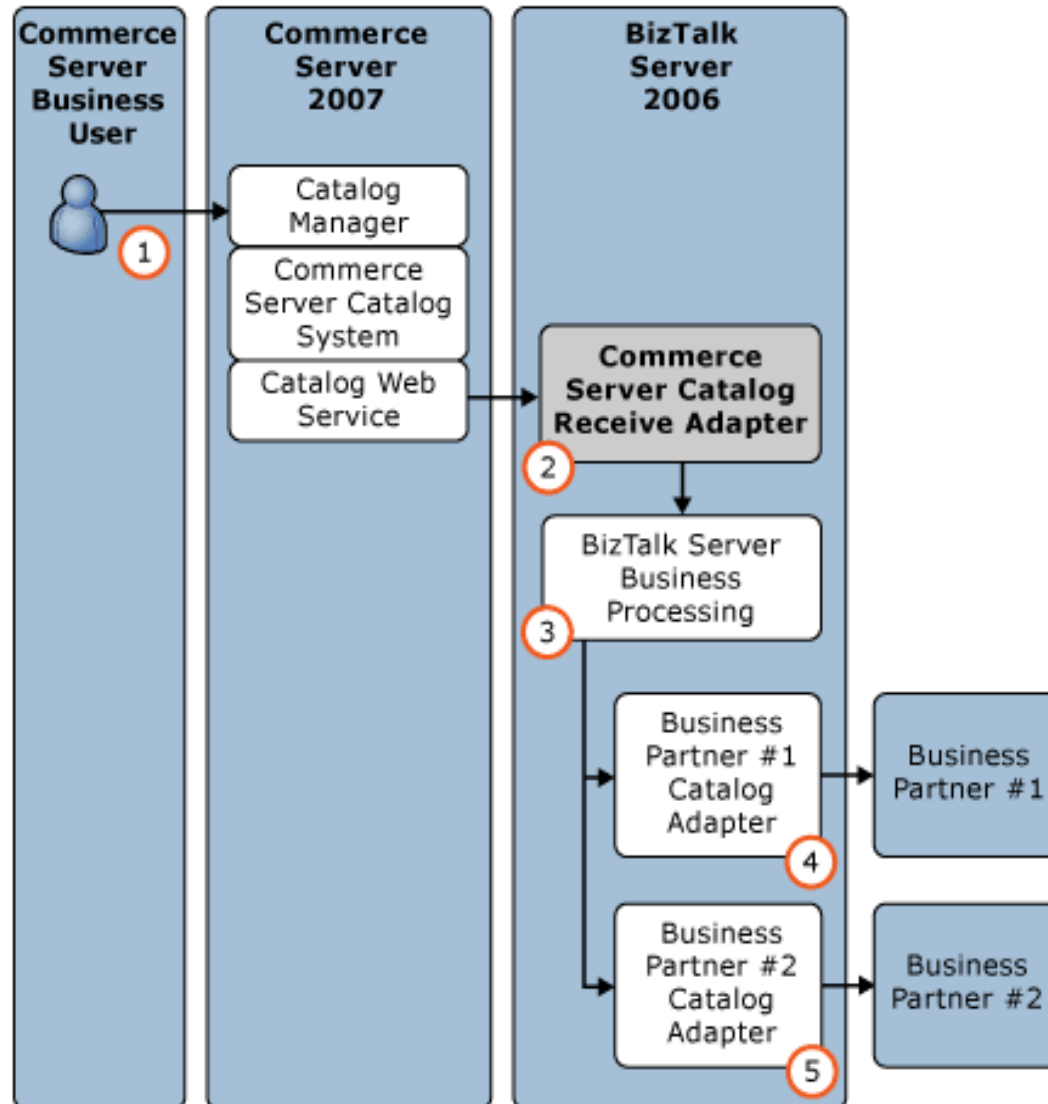 Commerce
Server
Business
User
1
Commerce
Server
2007
Catalog
Manager
Commerce
Server Catalog
System
Catalog Web
Service
BizTalk
Server
2006
Commerce
Server Catalog
Receive Adapter
2
BizTalk Server
Business
Processing
3
Business
Partner #1
Catalog
Adapter
4
Business
Partner #1
Business
Partner #2
Catalog
Adapter
5
Business
Partner #2